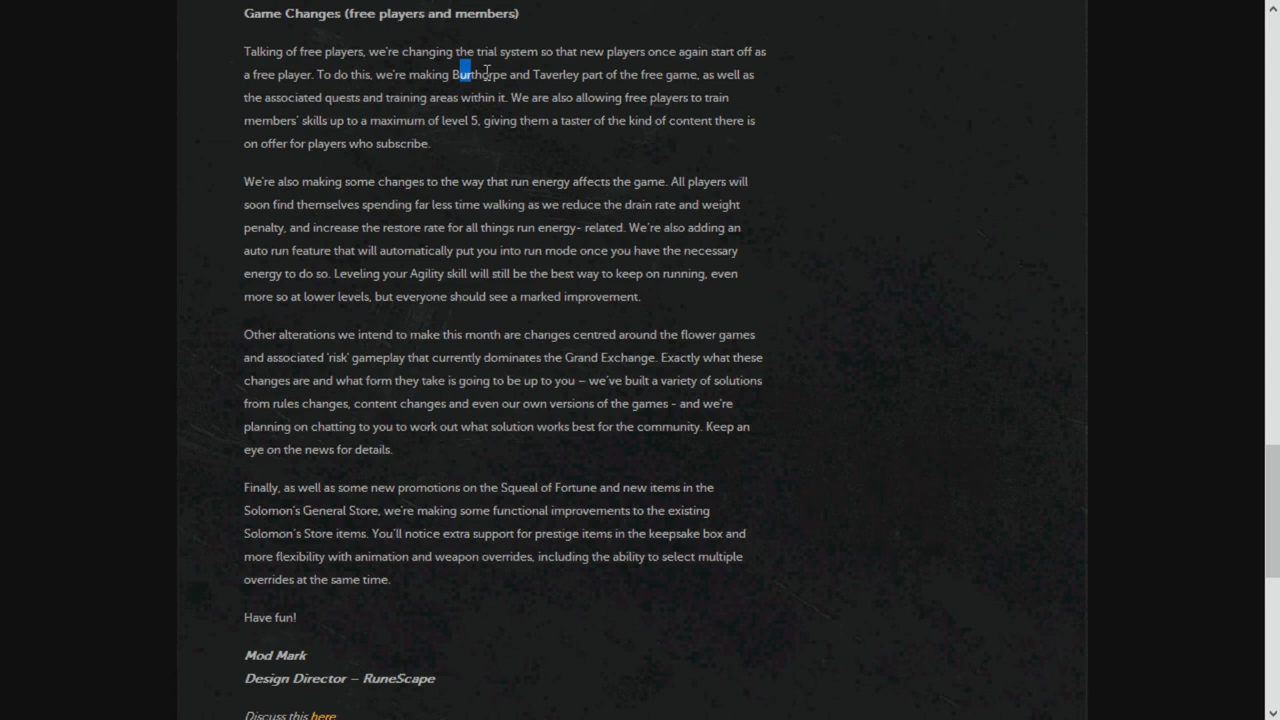 Game Changes (free players and members)
Talking of free players, we're changing the trial system so that new players once again start off as
a free player. To do this, we're making Burthorpe and Taverley part of the free game, as well as
the associated quests and training areas within it. We are also allowing free players to train
members' skills up to a maximum of level 5, giving them a taster of the kind of content there is
on offer for players who subscribe.
We're also making some changes to the way that run energy affects the game. All players will
soon find themselves spending far less time walking as we reduce the drain rate and weight
penalty, and increase the restore rate for all things run energy- related. We're also adding an
auto run feature that will automatically put you into run mode once you have the necessary
energy to do so. Leveling your Agility skill will still be the best way to keep on running, even
more so at lower levels, but everyone should see a marked improvement.
Other alterations we intend to make this month are changes centred around the flower games
and associated 'risk' gameplay that currently dominates the Grand Exchange. Exactly what these
changes are and what form they take is going to be up to you – we've built a variety of solutions
from rules changes, content changes and even our own versions of the games - and we're
planning on chatting to you to work out what solution works best for the community. Keep an
eye on the news for details.
Finally, as well as some new promotions on the Squeal of Fortune and new items in the
Solomon's General Store, we're making some functional improvements to the existing
Solomon's Store items. You'll notice extra support for prestige items in the keepsake box and
more flexibility with animation and weapon overrides, including the ability to select multiple
overrides at the same time.
Have fun!
Mod Mark
Design Director – RuneScape
Discuss this here